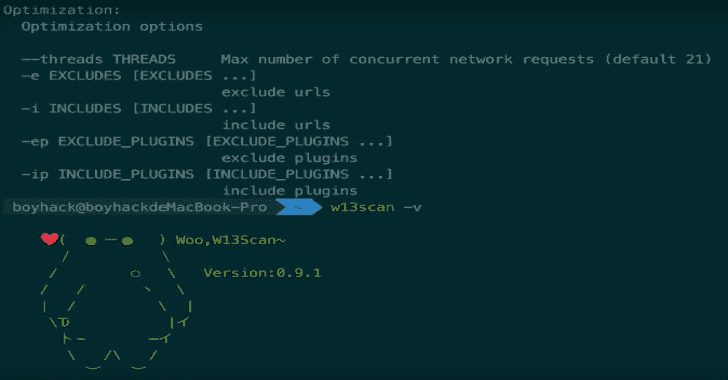 Optimization:
Optimization options
--threads THREADS Max number of concurrent network requests (default 21)
-e EXCLUDES [EXCLUDES ...]
exclude urls
-i INCLUDES [INCLUDES ...]
include urls
-ep EXCLUDE_PLUGINS [EXCLUDE_PLUGINS ...]
exclude plugins
-ip INCLUDE_PLUGINS [INCLUDE_PLUGINS ...]
include plugins
boyhack@boyhackdeMacBook-Pro ~ w13scan -v
Woo,W13Scan~
Version:0.9.1